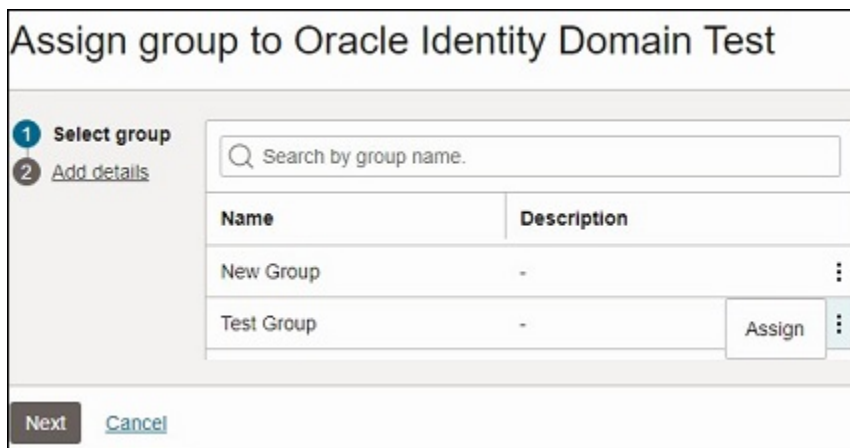 Assign group to Oracle Identity Domain Test
1 Select group
2 Add details
Search by group name.
Name Description
New Group -
Test Group - Assign
Next Cancel